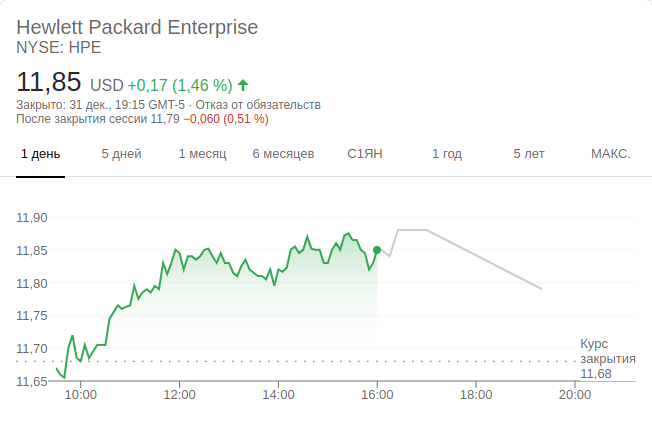 Hewlett Packard Enterprise
NYSE: HPE
11,85 USD +0,17 (1,46 %)
Закрыто: 31 дек., 19:15 GMT-5 · Отказ от обязательств
После закрытия сессии 11,79 −0,060 (0,51 %)
1 день 5 дней 1 месяц 6 месяцев С1ЯН 1 год 5 лет МАКС.
11,90
11,85
11,80
11,75
11,70
11,65
Курс
закрытия
11,68
10:00 12:00 14:00 16:00 18:00 20:00